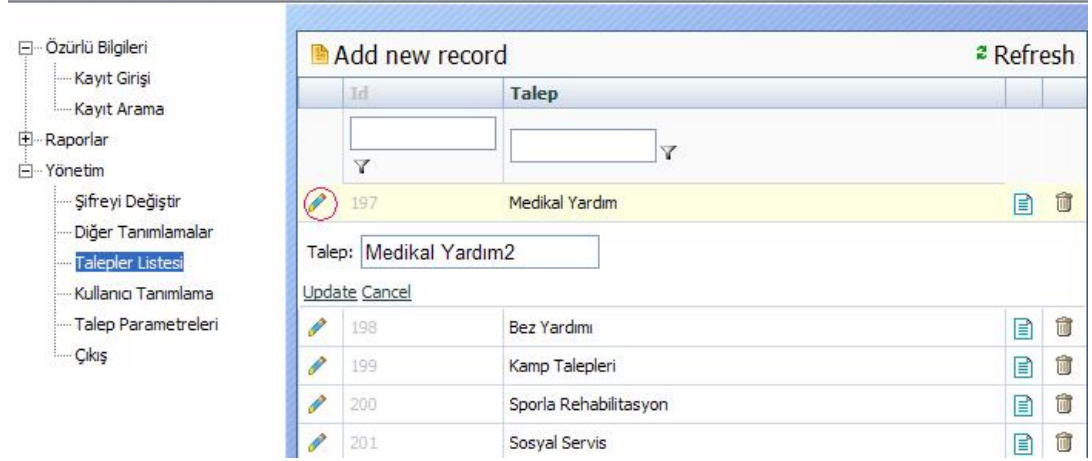 Özürlü Bilgileri
Kayıt Girişi
Kayıt Arama
Raporlar
Yönetim
Şifreyi Değiştir
Diğer Tanımlamalar
Talepler Listesi
Kullanıcı Tanımlama
Talep Parametreleri
Çıkış
Add new record Refresh
Id Talep
197 Medikal Yardım
Talep: Medikal Yardım2
Update Cancel
198 Bez Yardımı
199 Kamp Talepleri
200 Sporla Rehabilitasyon
201 Sosyal Servis